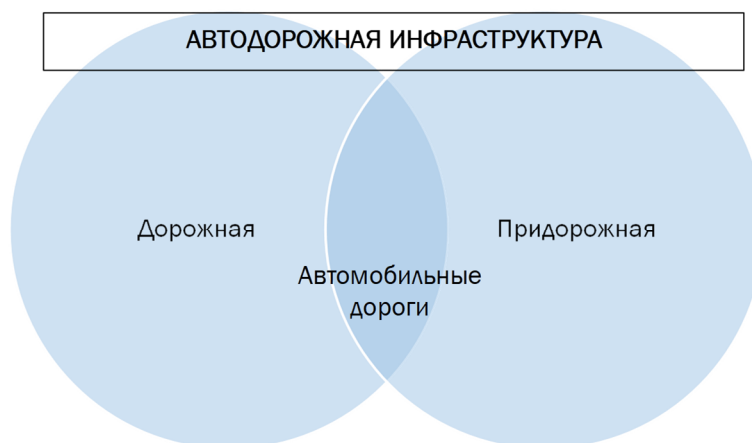 АВТОДОРОЖНАЯ ИНФРАСТРУКТУРА
Дорожная
Придорожная
Автомобильные
дороги